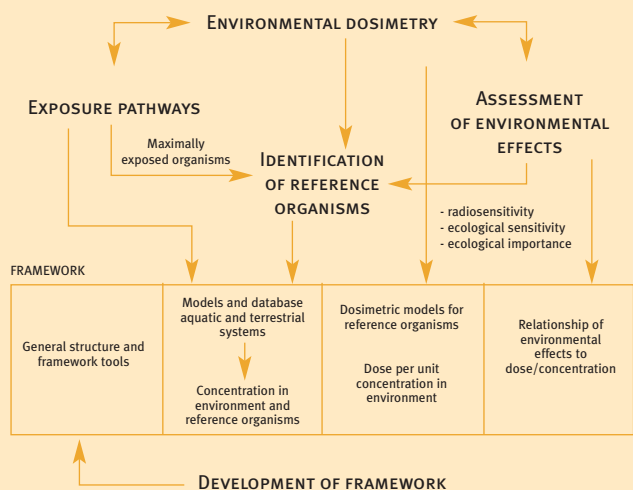 ENVIRONMENTAL DOSIMETRY
EXPOSURE PATHWAYS
ASSESSMENT
OF ENVIRONMENTAL
EFFECTS
Maximally
exposed organisms
IDENTIFICATION
OF REFERENCE
ORGANISMS
- radiosensitivity
- ecological sensitivity
- ecological importance
FRAMEWORK
General structure and
framework tools
Models and database
aquatic and terrestrial
systems
Concentration in
environment and
reference organisms
Dosimetric models for
reference organisms
Dose per unit
concentration in
environment
Relationship of
environmental
effects to
dose/concentration
DEVELOPMENT OF FRAMEWORK